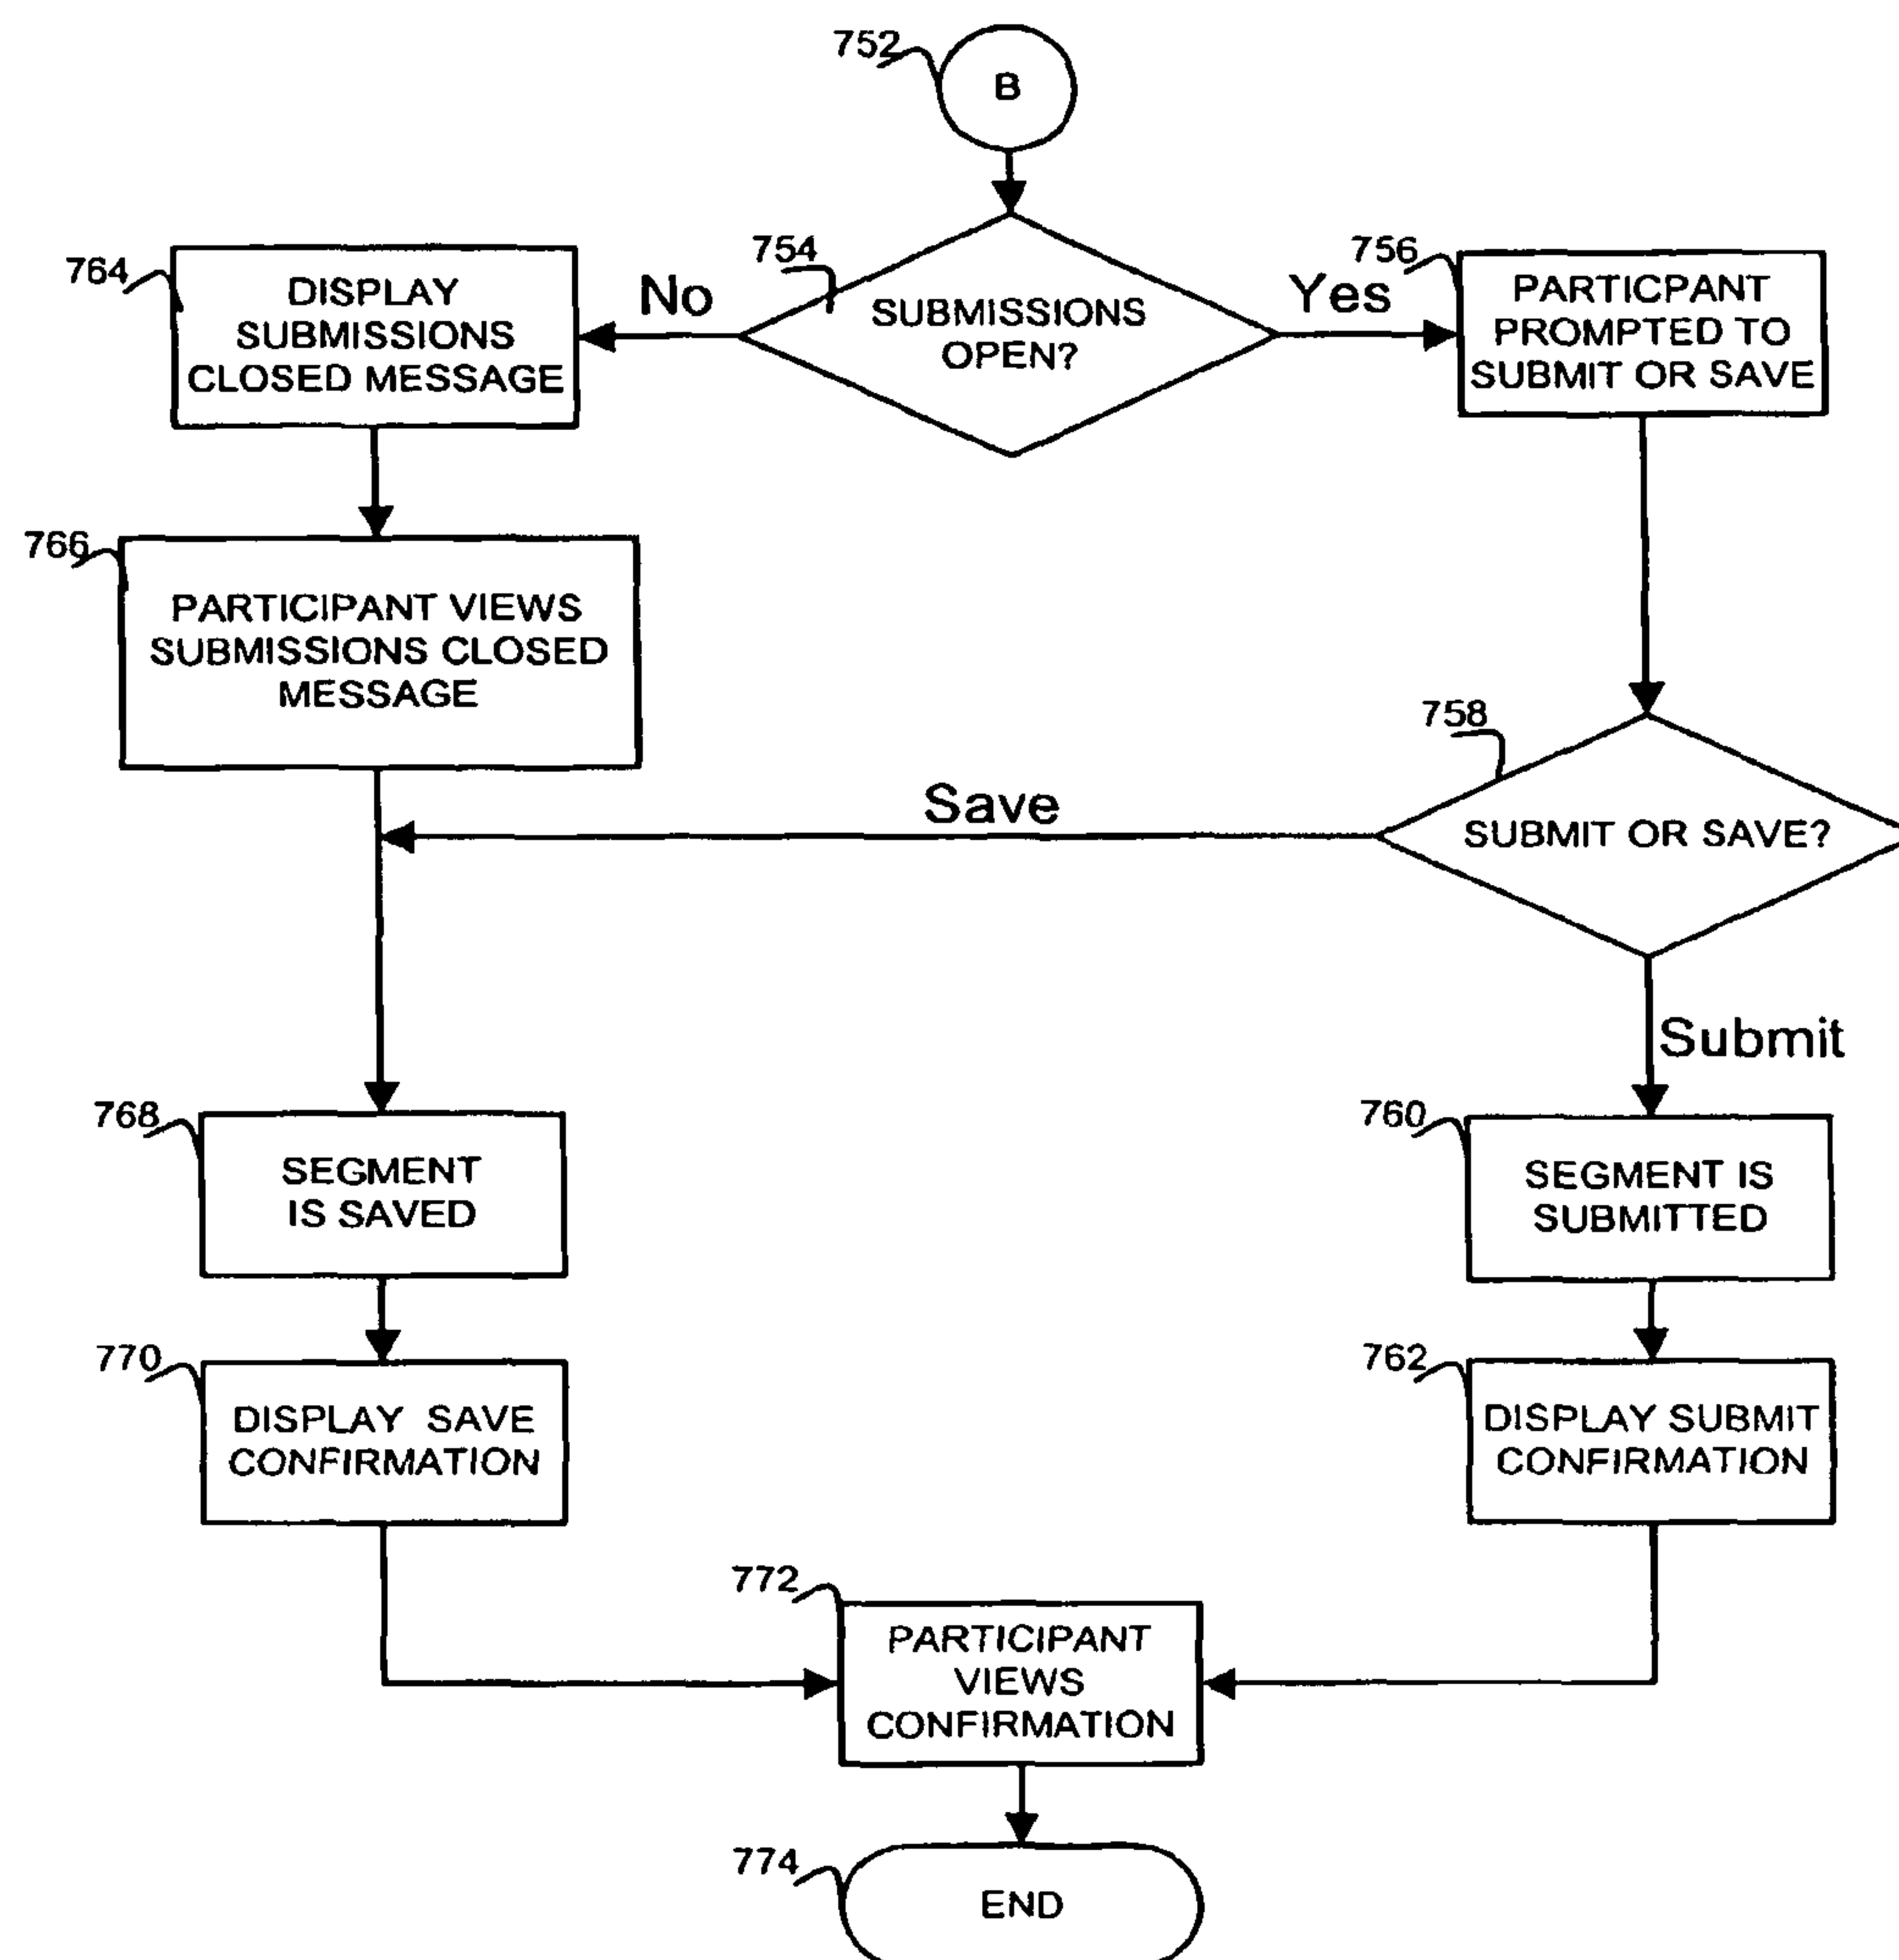 752
B
754
SUBMISSIONS
OPEN?
No
Yes
764
DISPLAY
SUBMISSIONS
CLOSED MESSAGE
756
PARTICPANT
PROMPTED TO
SUBMIT OR SAVE
766
PARTICIPANT VIEWS
SUBMISSIONS CLOSED
MESSAGE
758
SUBMIT OR SAVE?
Save
Submit
768
SEGMENT
IS SAVED
760
SEGMENT IS
SUBMITTED
770
DISPLAY SAVE
CONFIRMATION
762
DISPLAY SUBMIT
CONFIRMATION
772
PARTICIPANT
VIEWS
CONFIRMATION
774
END